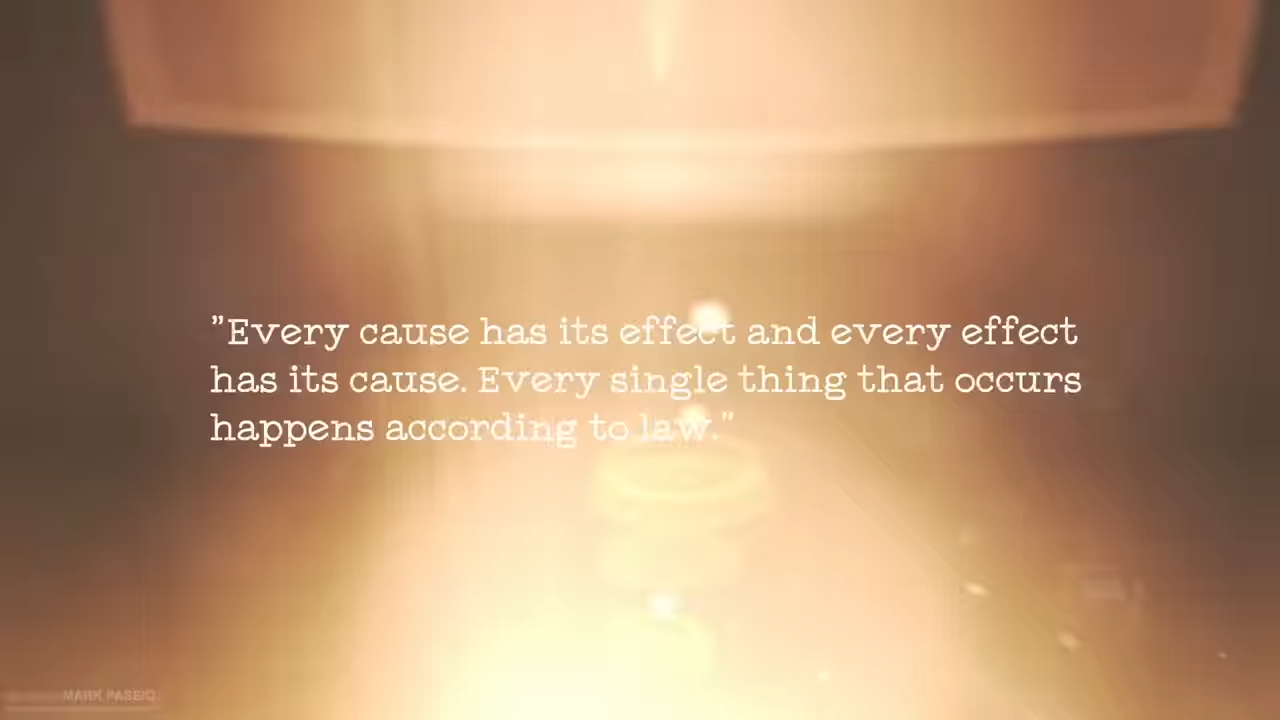 "Every cause has its effect and every effect
has its cause. Every single thing that occurs
happens according to law."
MARK